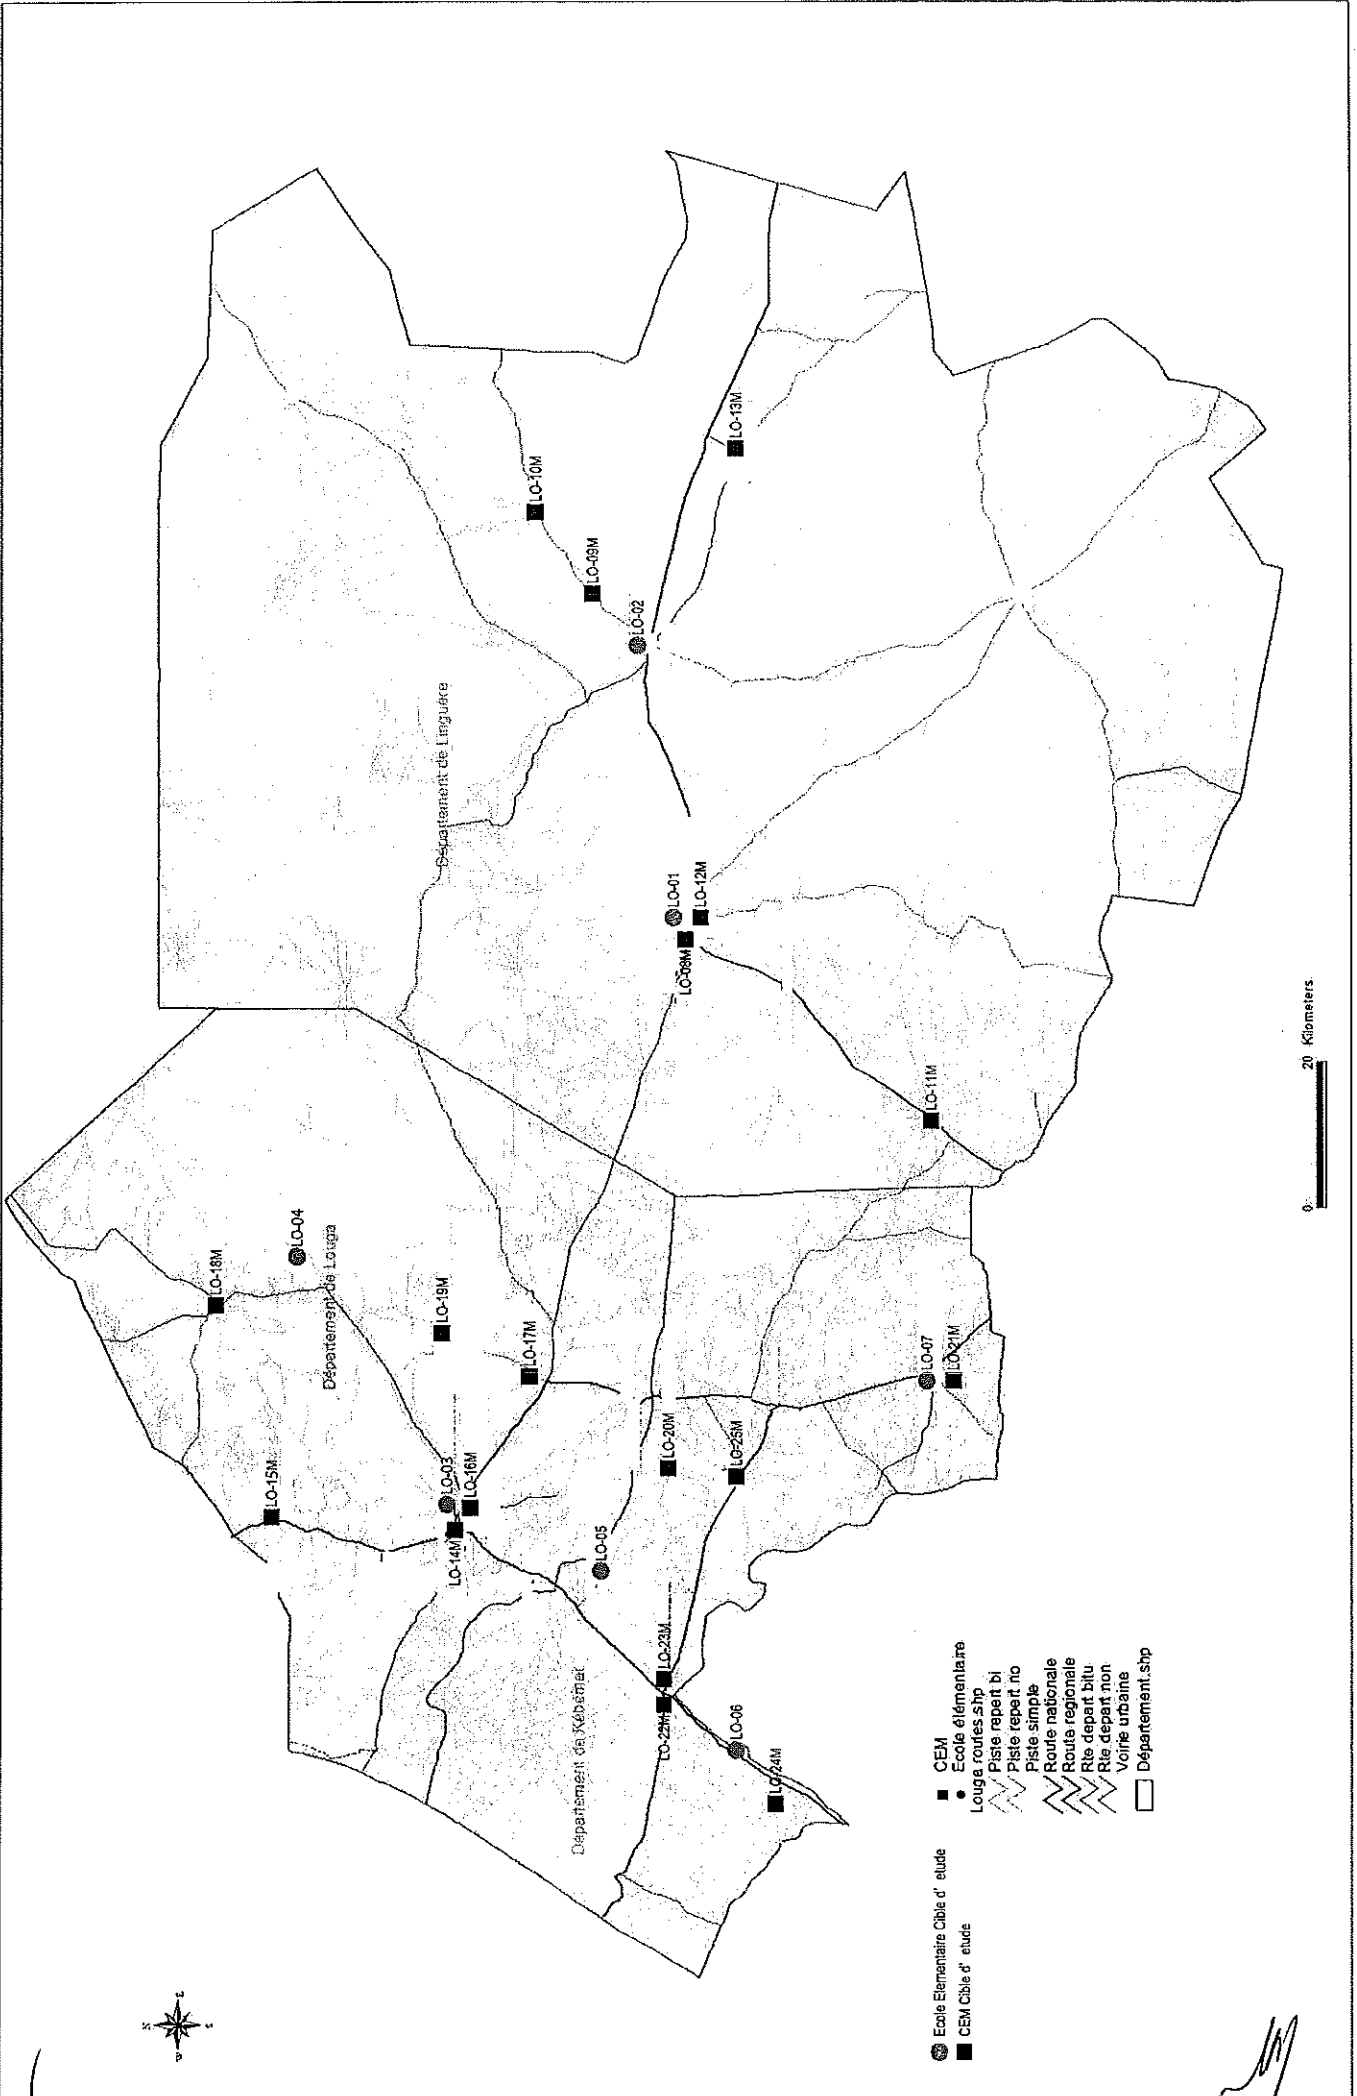 N
W
E
S
Département de Louga
Département de Linguere
Département de Kébémer
LO-18M
LO-04
LO-15M
LO-19M
LO-03
LO-14M
LO-16M
LO-17M
LO-10M
LO-09M
LO-02
LO-13M
LO-05
LO-01
LO-08M
LO-12M
LO-20M
LO-23M
LO-22M
LO-25M
LO-06
LO-24M
LO-11M
LO-07
LO-21M
Ecole Elementaire Cible d' etude
CEM Cible d' etude
CEM
Ecole élémentaire
Louga routes.shp
Piste repert bi
Piste repert no
Piste simple
Route nationale
Route regionale
Rte depart bitu
Rte depart non
Voirie urbaine
Département.shp
0 20 Kilometers